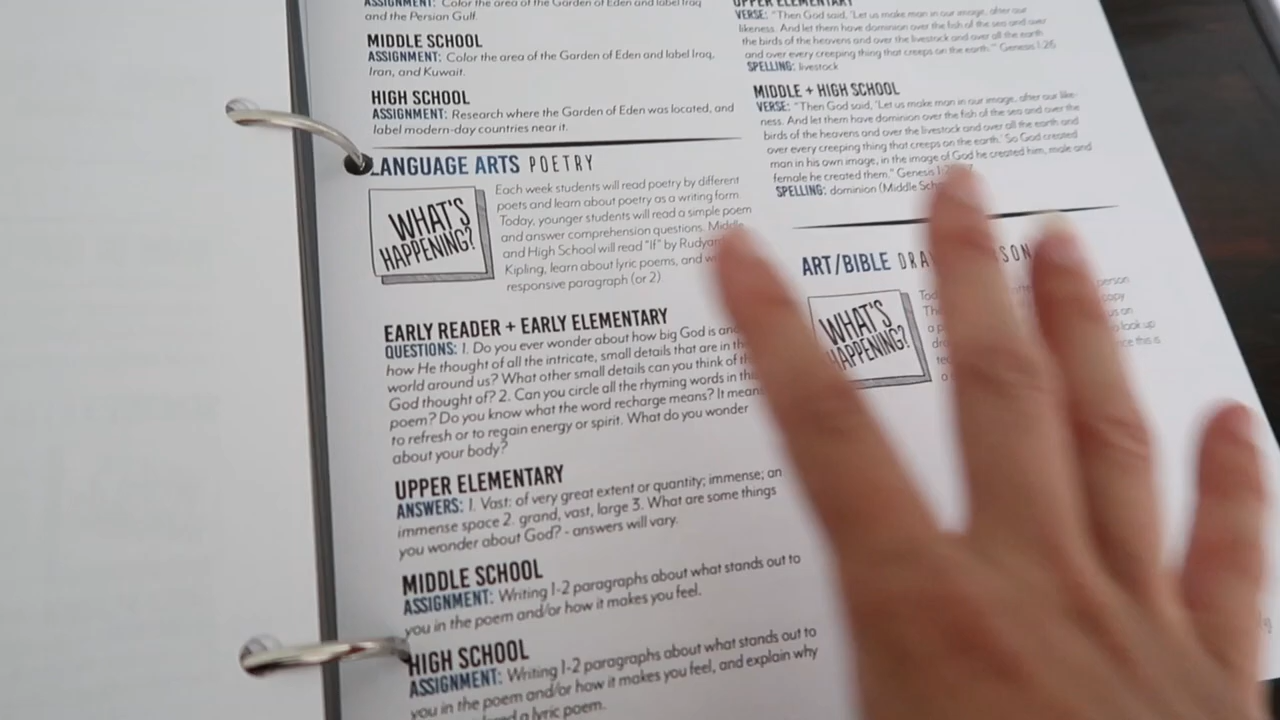 ASSIGNMENT: Color the area of the Garden of Eden and label Iraq
and the Persian Gulf.
MIDDLE SCHOOL
ASSIGNMENT: Color the area of the Garden of Eden and label Iraq,
Iran, and Kuwait.
HIGH SCHOOL
ASSIGNMENT: Research where the Garden of Eden was located, and
label modern-day countries near it.
LANGUAGE ARTS POETRY
WHAT'S
HAPPENING?
Each week students will read poetry by different
poets and learn about poetry as a writing form.
Today, younger students will read a simple poem
and answer comprehension questions. Middle
and High School will read "If" by
Kipling, learn about lyric poems, and
responsive paragraph (or 2)
EARLY READER + EARLY ELEMENTARY
QUESTIONS: 1. Do you ever wonder about how big God is and
how He thought of all the intricate, small details that are in
world around us? What other small details can you think of
God thought of? 2. Can you circle all the rhyming words in
poem? Do you know what the word recharge means? It means
to refresh or to regain energy or spirit. What do you wonder
about your body?
UPPER ELEMENTARY
ANSWERS: 1. Vast: of very great extent or quantity; immense; an
immense space 2. grand, vast, large 3. What are some things
you wonder about God? - answers will vary.
MIDDLE SCHOOL
ASSIGNMENT: Writing 1-2 paragraphs about what stands out to
you in the poem and/or how it makes you feel.
HIGH SCHOOL
ASSIGNMENT: Writing 1-2 paragraphs about what stands out to
you in the poem and/or how it makes you feel, and explain why
a lyric poem.
UPPER ELEMENTARY
VERSE: "Then God said, 'Let us make man in our image, after our
likeness. And let them have dominion over the fish of the sea and over
the birds of the heavens and over the livestock and over all the earth
and over every creeping thing that creeps on the earth.'" Genesis 1:26
SPELLING: livestock
MIDDLE + HIGH SCHOOL
VERSE: "Then God said, 'Let us make man in our image, after our like-
ness. And let them have dominion over the fish of the sea and over the
birds of the heavens and over the livestock and over all the earth and
over every creeping thing that creeps on the earth.' So God created
man in his own image, in the image of God he created him; male and
female he created them." Genesis
SPELLING: dominion (Middle
ART/BIBLE
WHAT'S
HAPPENING?
person
copy
us on
look up
this is